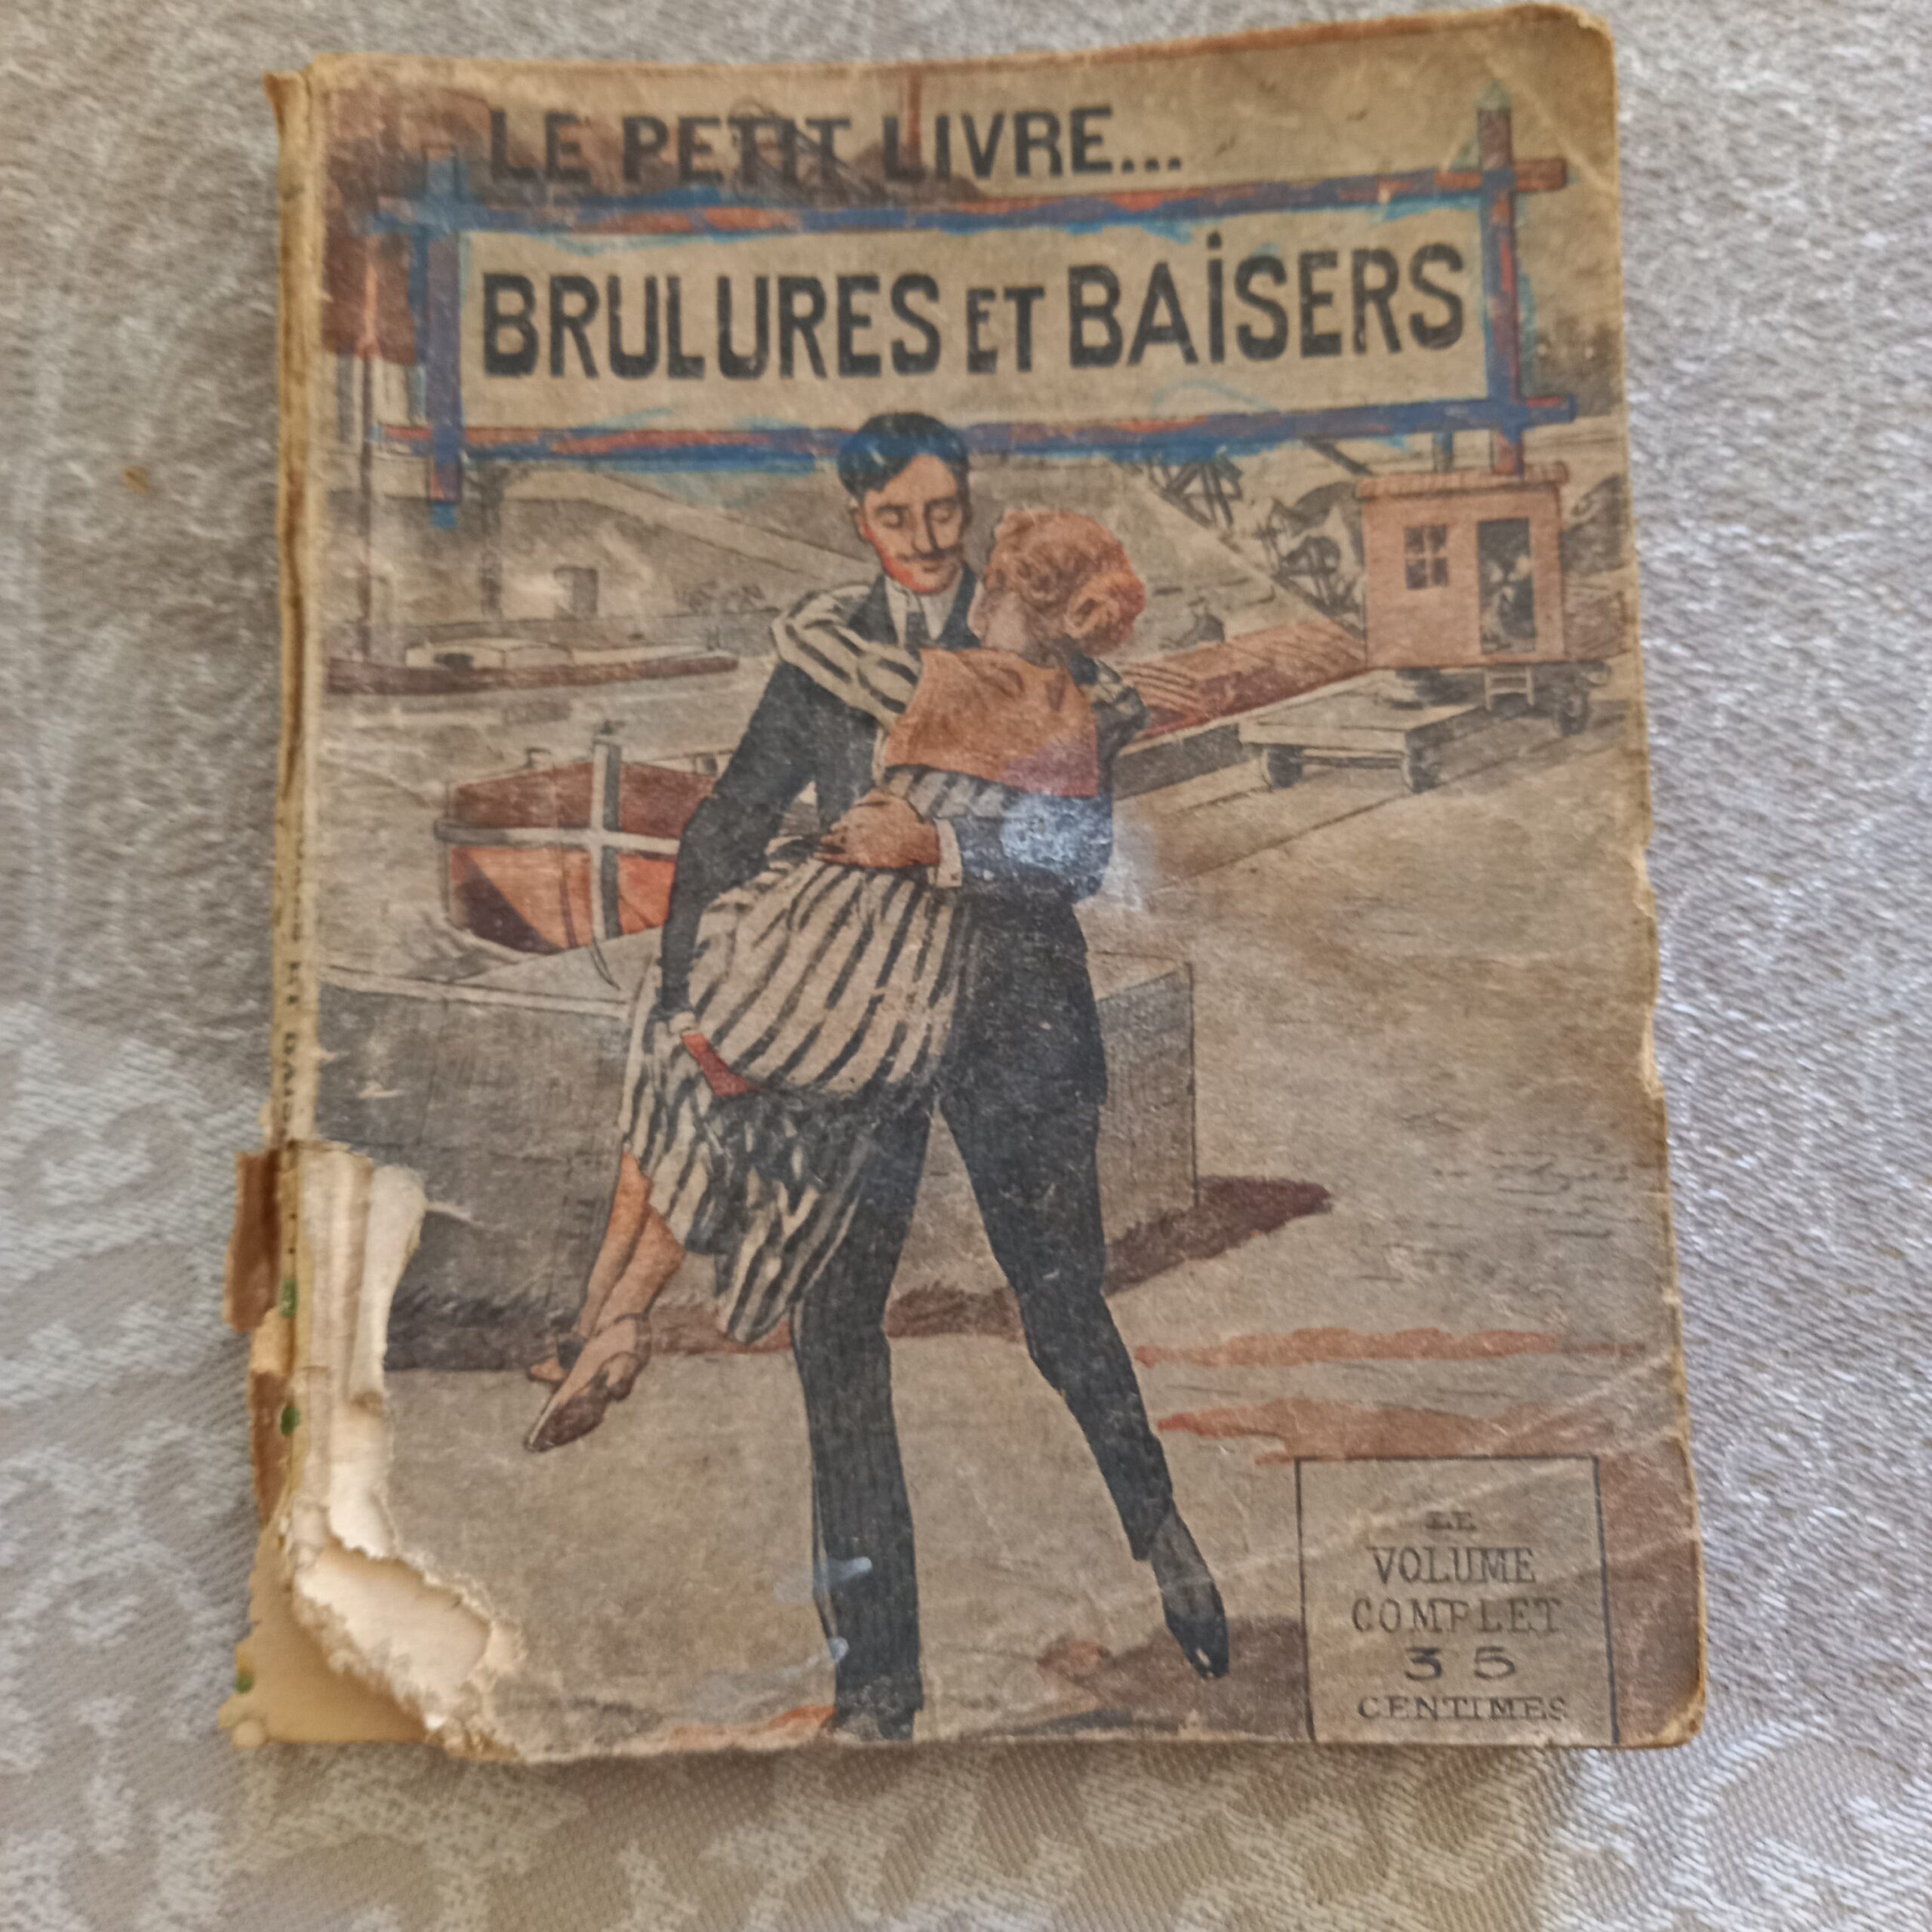 LE PETIT LIVRE...
BRULURES ET BAISERS
LE
VOLUME
COMPLET
35
CENTIMES